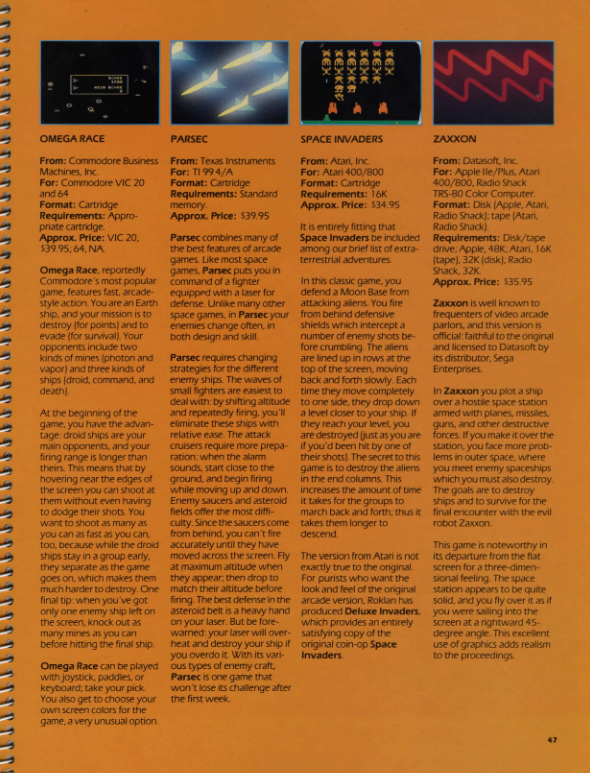 OMEGA RACE
From: Commodore Business
Machines, Inc.
For: Commodore VIC 20
and 64
Format: Cartridge
Requirements: Appro-
priate cartridge.
Approx. Price: VIC 20,
$39.95; 64, NA.
Omega Race, reportedly
Commodore's most popular
game, features fast, arcade-
style action. You are an Earth
ship, and your mission is to
destroy (for points) and to
evade (for survival). Your
opponents include two
kinds of mines (photon and
vapor) and three kinds of
ships (droid, command, and
death).
At the beginning of the
game, you have the advan-
tage: droid ships are your
main opponents, and your
firing range is longer than
theirs. This means that by
hovering near the edges of
the screen you can shoot at
them without even having
to dodge their shots. You
want to shoot as many as
you can as fast as you can,
too, because while the droid
ships stay in a group early,
they separate as the game
goes on, which makes them
much harder to destroy. One
final tip: when you've got
only one enemy ship left on
the screen, knock out as
many mines as you can
before hitting the final ship.
Omega Race can be played
with joystick, paddles, or
keyboard; take your pick.
You also get to choose your
own screen colors for the
game, a very unusual option.
PARSEC
From: Texas Instruments
For: TI 99 4/A
Format: Cartridge
Requirements: Standard
memory.
Approx. Price: $39.95
Parsec combines many of
the best features of arcade
games. Like most space
games, Parsec puts you in
command of a fighter
equipped with a laser for
defense. Unlike many other
space games, in Parsec your
enemies change often, in
both design and skill.
Parsec requires changing
strategies for the different
enemy ships. The waves of
small fighters are easiest to
deal with: by shifting altitude
and repeatedly firing, you'll
eliminate these ships with
relative ease. The attack
cruisers require more prepa-
ration: when the alarm
sounds, start close to the
ground, and begin firing
while moving up and down.
Enemy saucers and asteroid
fields offer the most diffi-
culty. Since the saucers come
from behind, you can't fire
accurately until they have
moved across the screen. Fly
at maximum altitude when
they appear; then drop to
match their altitude before
firing. The best defense in the
asteroid belt is a heavy hand
on your laser. But be fore-
warned: your laser will over-
heat and destroy your ship if
you overdo it. With its vari-
ous types of enemy craft,
Parsec is one game that
won't lose its challenge after
the first week.
SPACE INVADERS
From: Atari, Inc.
For: Atari 400/800
Format: Cartridge
Requirements: 16K
Approx. Price: $34.95
It is entirely fitting that
Space Invaders be included
among our brief list of extra-
terrestrial adventures.
In this classic game, you
defend a Moon Base from
attacking aliens. You fire
from behind defensive
shields which intercept a
number of enemy shots be-
fore crumbling. The aliens
are lined up in rows at the
top of the screen, moving
back and forth slowly. Each
time they move completely
to one side, they drop down
a level closer to your ship. If
they reach your level, you
are destroyed (just as you are
if you'd been hit by one of
their shots). The secret to this
game is to destroy the aliens
in the end columns. This
increases the amount of time
it takes for the groups to
march back and forth; thus it
takes them longer to
descend.
The version from Atari is not
exactly true to the original.
For purists who want the
look and feel of the original
arcade version, Roklan has
produced Deluxe Invaders,
which provides an entirely
satisfying copy of the
original coin-op Space
Invaders.
ZAXXON
From: Datasoft, Inc.
For: Apple IIe/Plus, Atari
400/800, Radio Shack
TRS-80 Color Computer.
Format: Disk (Apple, Atari,
Radio Shack); tape (Atari,
Radio Shack).
Requirements: Disk/tape
drive; Apple, 48K; Atari, 16K
(tape), 32K (disk); Radio
Shack, 32K.
Approx. Price: $35.95
Zaxxon is well known to
frequenters of video arcade
parlors, and this version is
official: faithful to the original
and licensed to Datasoft by
its distributor, Sega
Enterprises.
In Zaxxon you plot a ship
over a hostile space station
armed with planes, missiles,
guns, and other destructive
forces. If you make it over the
station, you face more prob-
lems in outer space, where
you meet enemy spaceships
which you must also destroy.
The goals are to destroy
ships and to survive for the
final encounter with the evil
robot Zaxxon.
This game is noteworthy in
its departure from the flat
screen for a three-dimen-
sional feeling. The space
station appears to be quite
solid, and you fly over it as if
you were sailing into the
screen at a rightward 45-
degree angle. This excellent
use of graphics adds realism
to the proceedings.
47